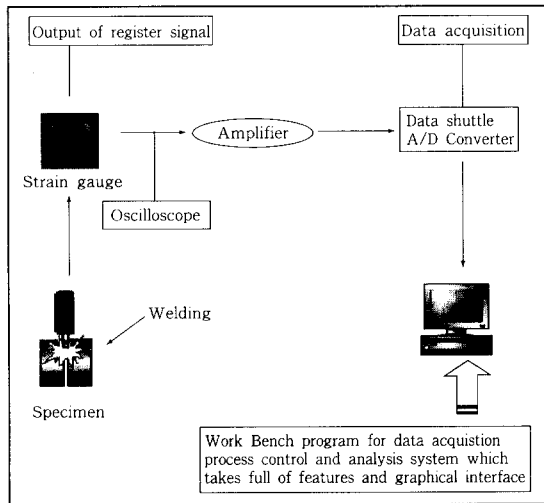 Output of register signal
Data acquisition
Amplifier
Data shuttle
A/D Converter
Strain gauge
Oscilloscope
Welding
Specimen
Work Bench program for data acquistion
process control and analysis system which
takes full of features and graphical interface